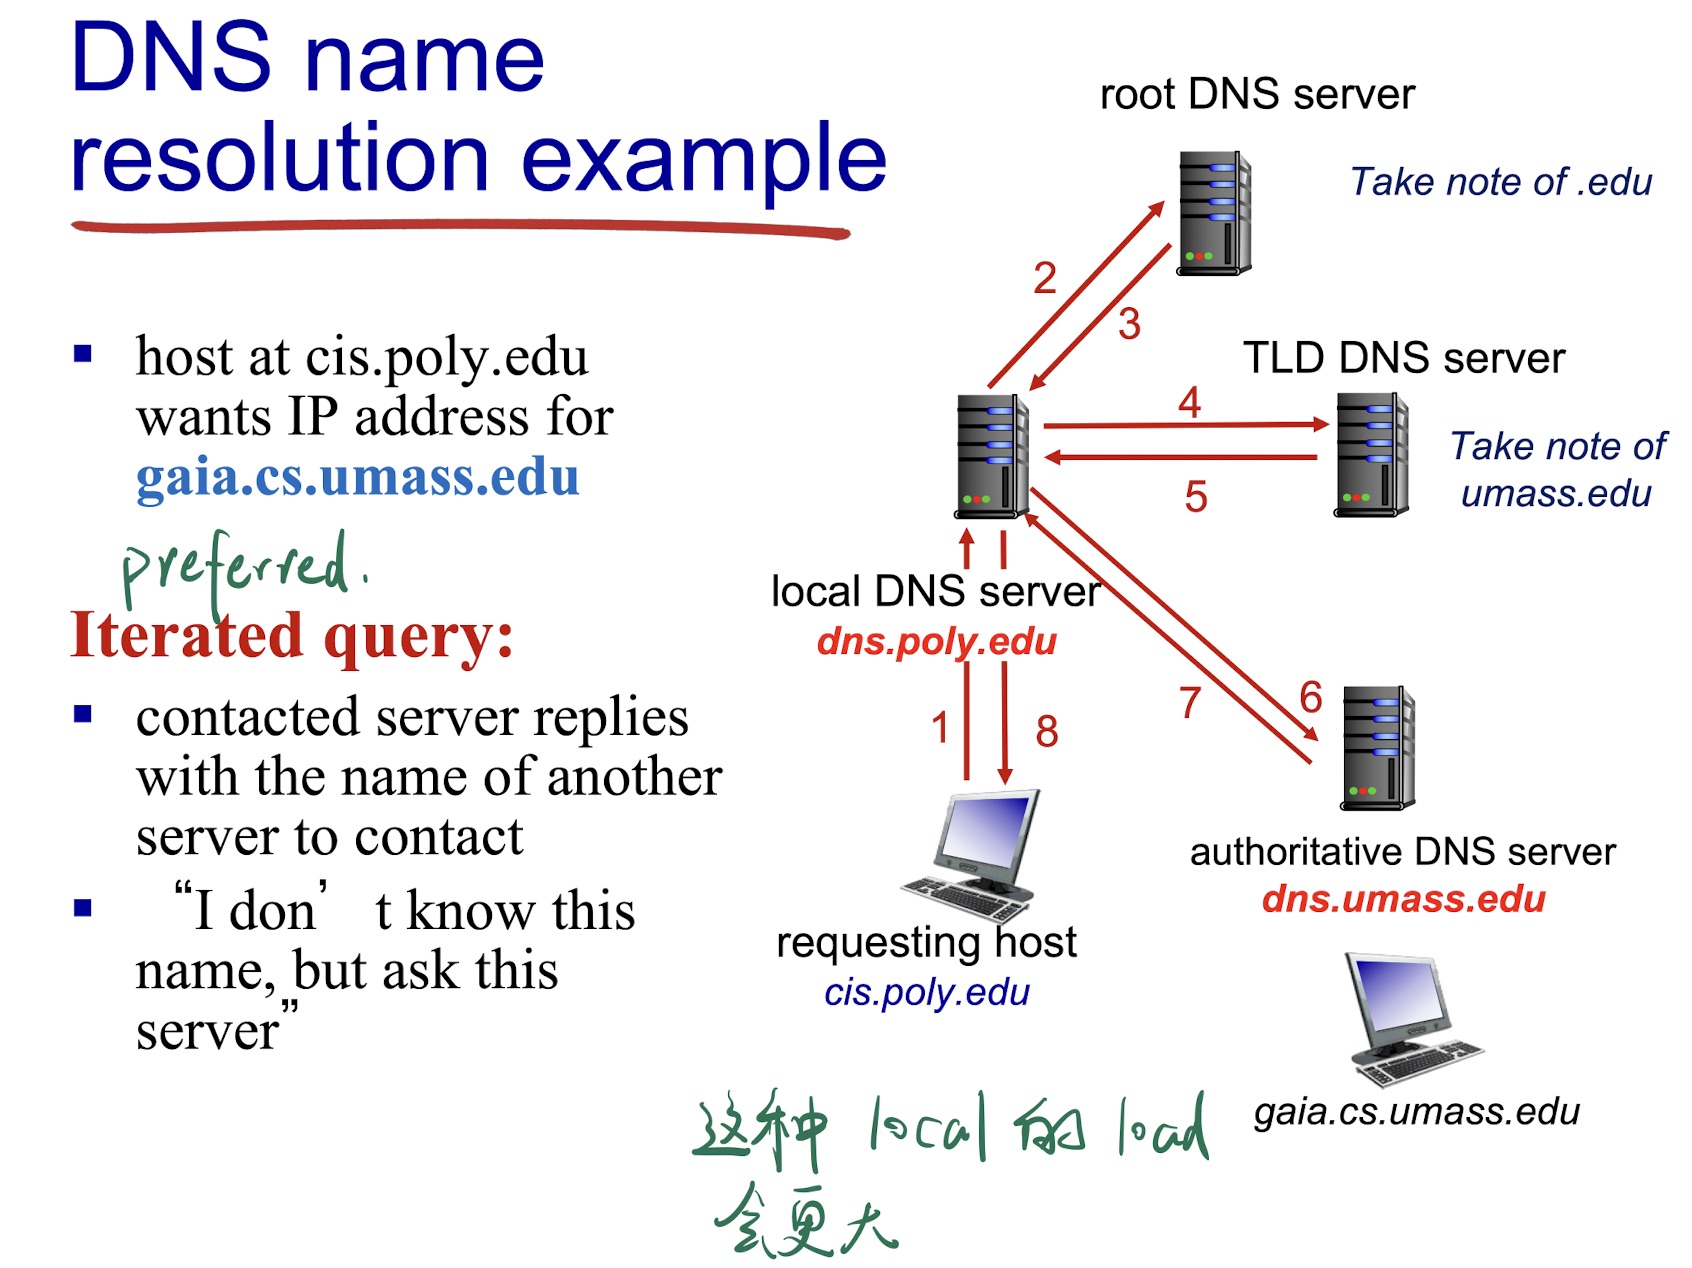 DNS name
resolution example
host at cis.poly.edu
wants IP address for
gaia.cs.umass.edu
preferred.
Iterated query:
contacted server replies
with the name of another
server to contact
“I don’t know this
name, but ask this
server”
root DNS server
Take note of .edu
2
3
TLD DNS server
4
Take note of
umass.edu
5
local DNS server
dns.poly.edu
1
8
7
6
authoritative DNS server
dns.umass.edu
requesting host
cis.poly.edu
gaia.cs.umass.edu
这种 local 的 load
会更大